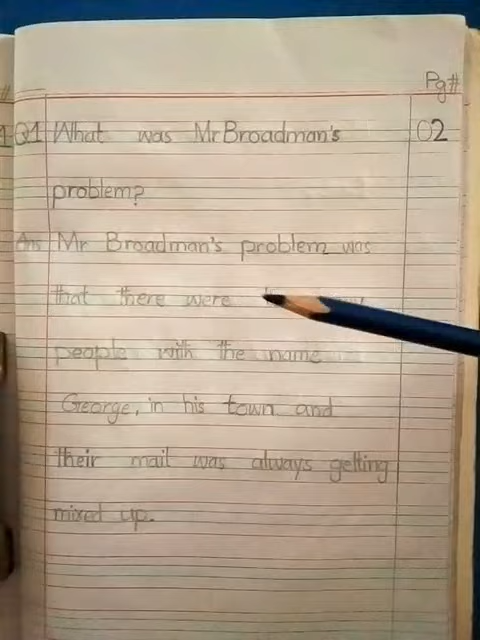 Pg#
Q1 What was Mr Broadman's 02
problem?
Ans Mr Broadman's problem was
that there were
people with the name
George, in his town and
their mail was always getting
mixed up.